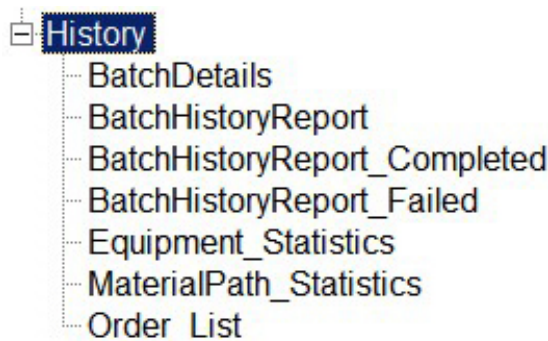 History
BatchDetails
BatchHistoryReport
BatchHistoryReport_Completed
BatchHistoryReport_Failed
Equipment_Statistics
MaterialPath_Statistics
Order_List